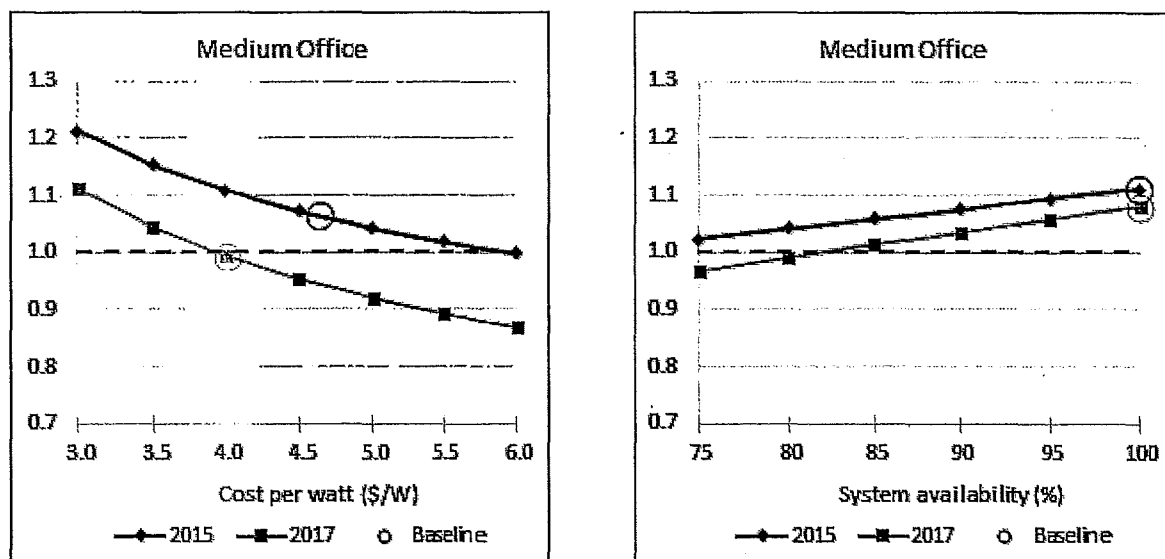 Medium Office
1.3
1.2
1.1
1.0
0.9
0.8
0.7
3.0 3.5 4.0 4.5 5.0 5.5 6.0
Cost per watt ($/W)
2015 2017 Baseline
Medium Office
1.3
1.2
1.1
1.0
0.9
0.8
0.7
75 80 85 90 95 100
System availability (%)
2015 2017 Baseline